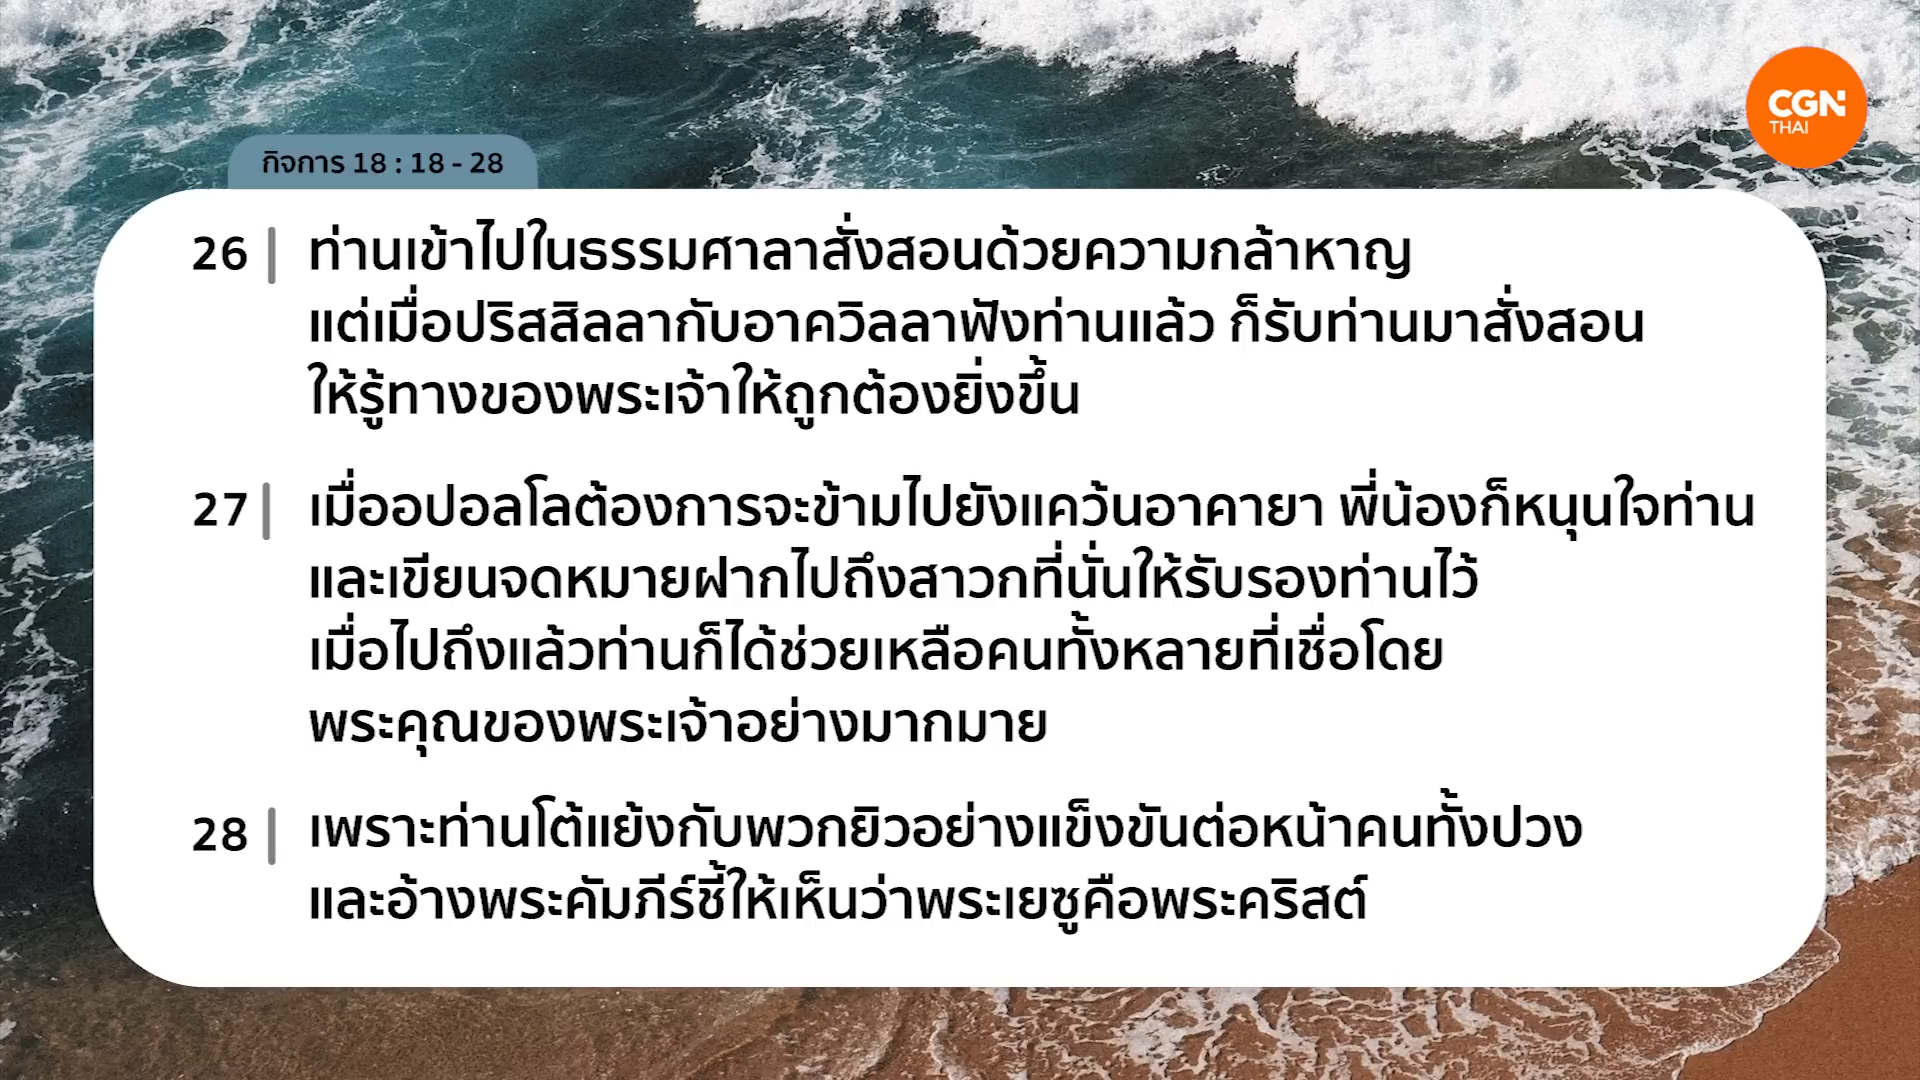 CGN
THAI
กิจการ 18 : 18 - 28
26 | ท่านเข้าไปในธรรมศาลาสั่งสอนด้วยความกล้าหาญ
แต่เมื่อปริสสิลลากับอาควิลลาฟังท่านแล้ว ก็รับท่านมาสั่งสอน
ให้รู้ทางของพระเจ้าให้ถูกต้องยิ่งขึ้น
27 | เมื่ออปอลโลต้องการจะข้ามไปยังแคว้นอาคายา พี่น้องก็หนุนใจท่าน
และเขียนจดหมายฝากไปถึงสาวกที่นั่นให้รับรองท่านไว้
เมื่อไปถึงแล้วท่านก็ได้ช่วยเหลือคนทั้งหลายที่เชื่อโดย
พระคุณของพระเจ้าอย่างมากมาย
28 | เพราะท่านโต้แย้งกับพวกยิวอย่างแข็งขันต่อหน้าคนทั้งปวง
และอ้างพระคัมภีร์ชี้ให้เห็นว่าพระเยซูคือพระคริสต์